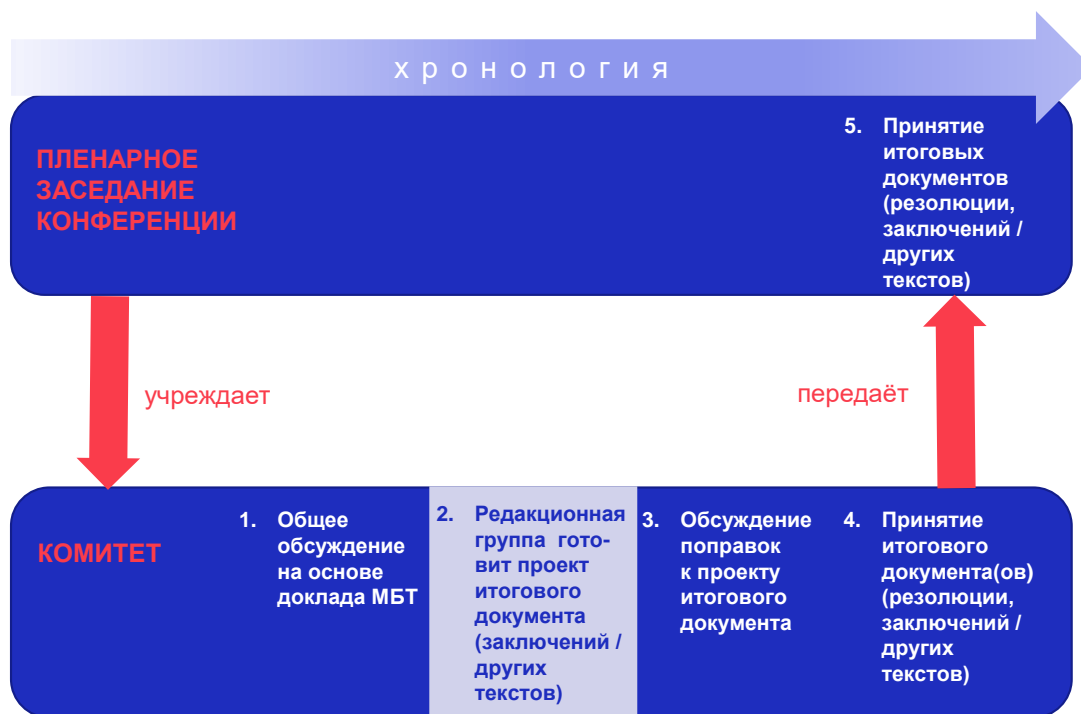 хронология
ПЛЕНАРНОЕ
ЗАСЕДАНИЕ
КОНФЕРЕНЦИИ
5. Принятие
итоговых
документов
(резолюции,
заключений /
других
текстов)
учреждает
передаёт
КОМИТЕТ
1. Общее
обсуждение
на основе
доклада МБТ
2. Редакционная
группа гото-
вит проект
итогового
документа
(заключений /
других
текстов)
3. Обсуждение
поправок
к проекту
итогового
документа
4. Принятие
итогового
документа(ов)
(резолюции,
заключений /
других
текстов)